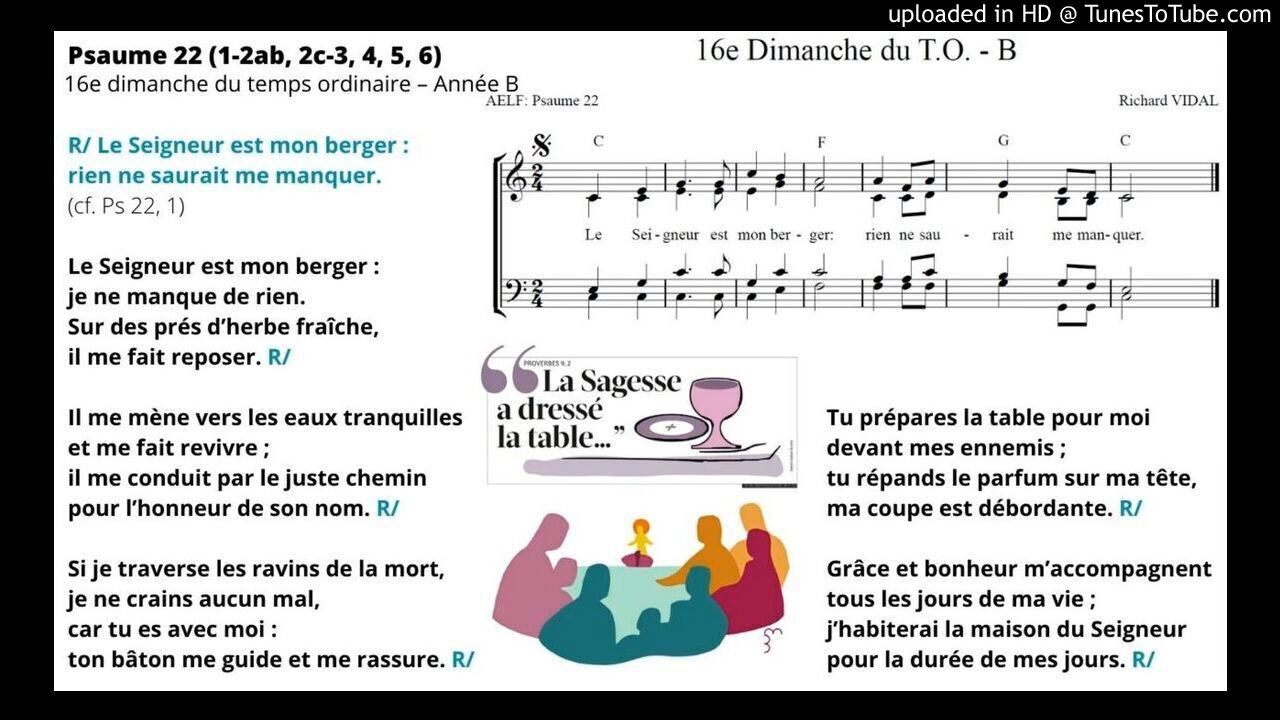 uploaded in HD @ TunesToTube.com
Psaume 22 (1-2ab, 2c-3, 4, 5, 6)
16e dimanche du temps ordinaire – Année B
16e Dimanche du T.O. - B
AELF: Psaume 22
Richard VIDAL
R/ Le Seigneur est mon berger :
rien ne saurait me manquer.
(cf. Ps 22, 1)
C F G C
Le Sei - gneur est mon ber - ger: rien ne sau - rait me man- quer.
Le Seigneur est mon berger :
je ne manque de rien.
Sur des prés d’herbe fraîche,
il me fait reposer. R/
Il me mène vers les eaux tranquilles
et me fait revivre ;
il me conduit par le juste chemin
pour l’honneur de son nom. R/
Si je traverse les ravins de la mort,
je ne crains aucun mal,
car tu es avec moi :
ton bâton me guide et me rassure. R/
PROVERBES 9, 2
“La Sagesse
a dressé
la table...”
Tu prépares la table pour moi
devant mes ennemis ;
tu répands le parfum sur ma tête,
ma coupe est débordante. R/
Grâce et bonheur m’accompagnent
tous les jours de ma vie ;
j’habiterai la maison du Seigneur
pour la durée de mes jours. R/